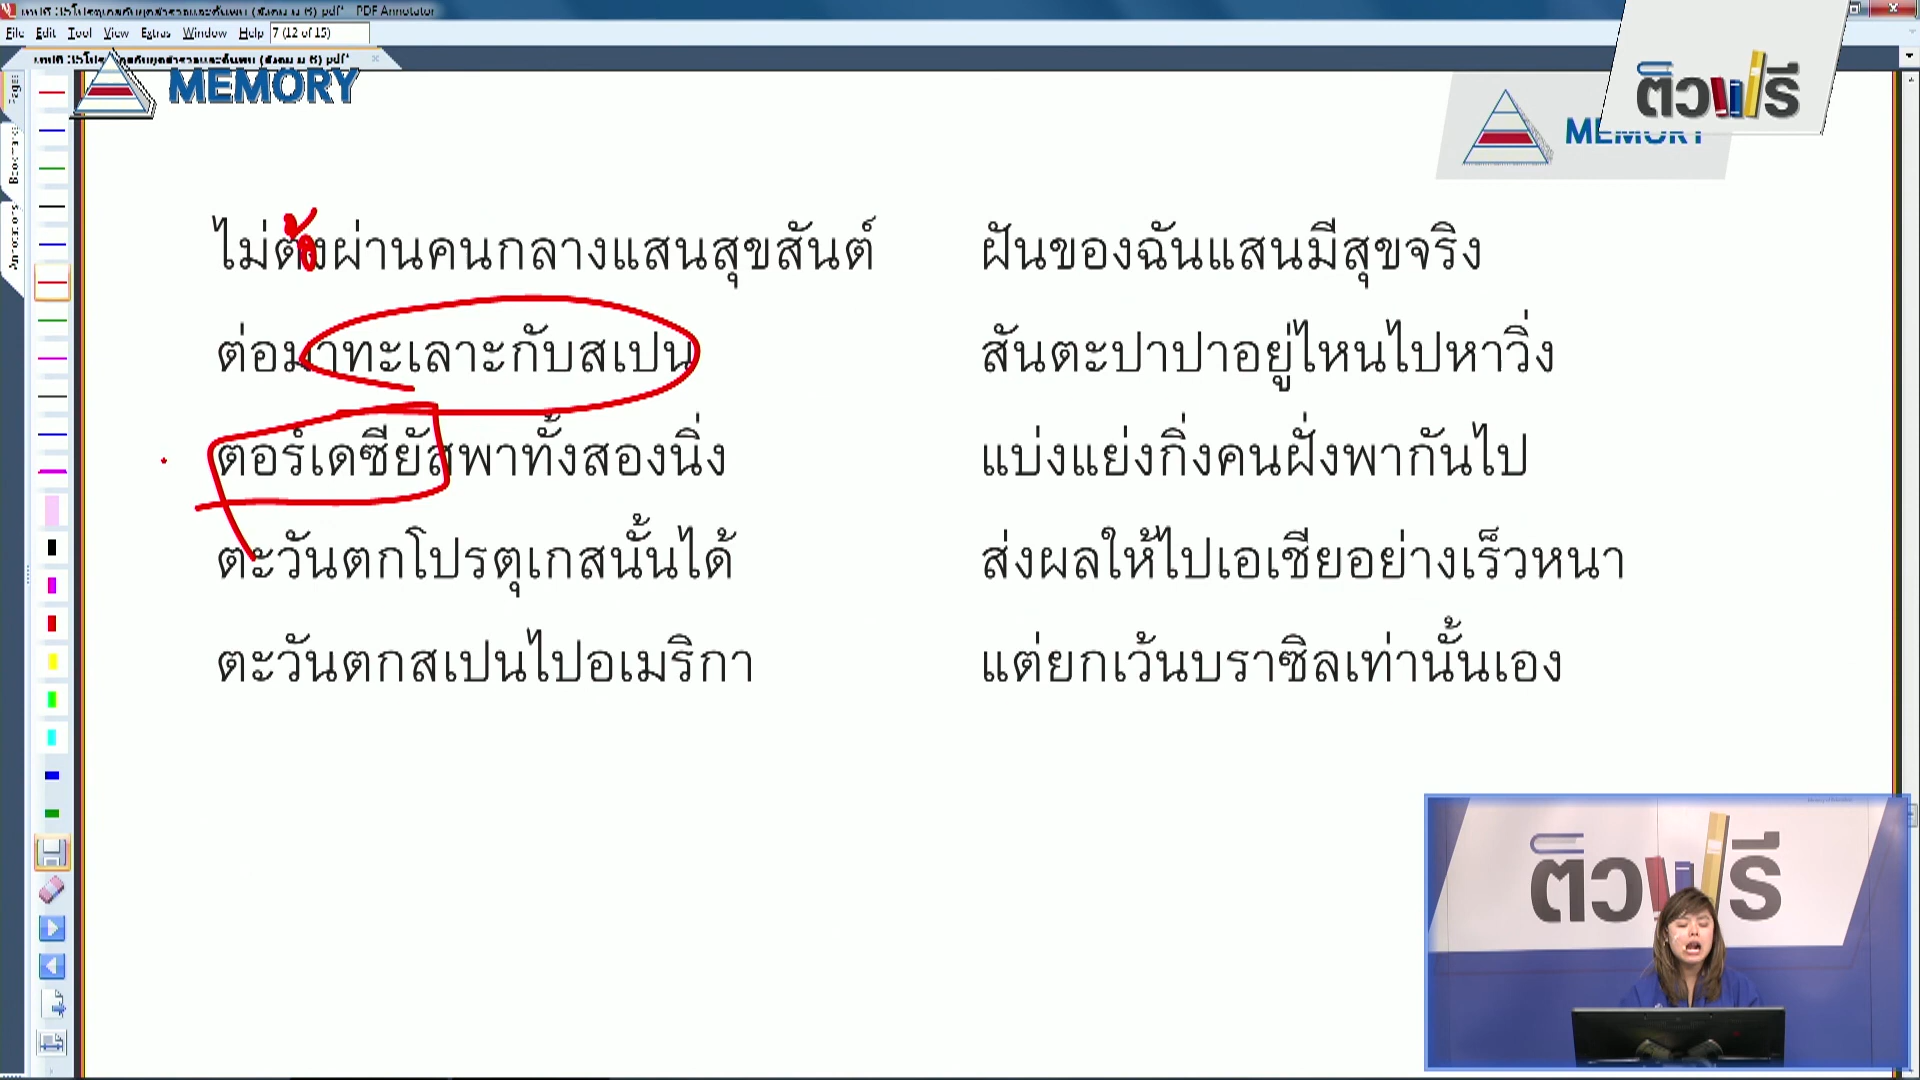 PDF Annotator
File Edit Tool View Extras Window Help 7 (12 of 15)
MEMORY
MEMORY
ติวฟรี
ไม่ต้องผ่านคนกลางแสนสุขสันต์ ฝันของฉันแสนมีสุขจริง
ต่อมาทะเลาะกับสเปน สันตะปาปาอยู่ไหนไปหาวิ่ง
ตอร์เดซียัสพาทั้งสองนิ่ง แบ่งแย่งกิ่งคนฝั่งพากันไป
ตะวันตกโปรตุเกสนั้นได้ ส่งผลให้ไปเอเชียอย่างเร็วหนา
ตะวันตกสเปนไปอเมริกา แต่ยกเว้นบราซิลเท่านั้นเอง
ติวฟรี